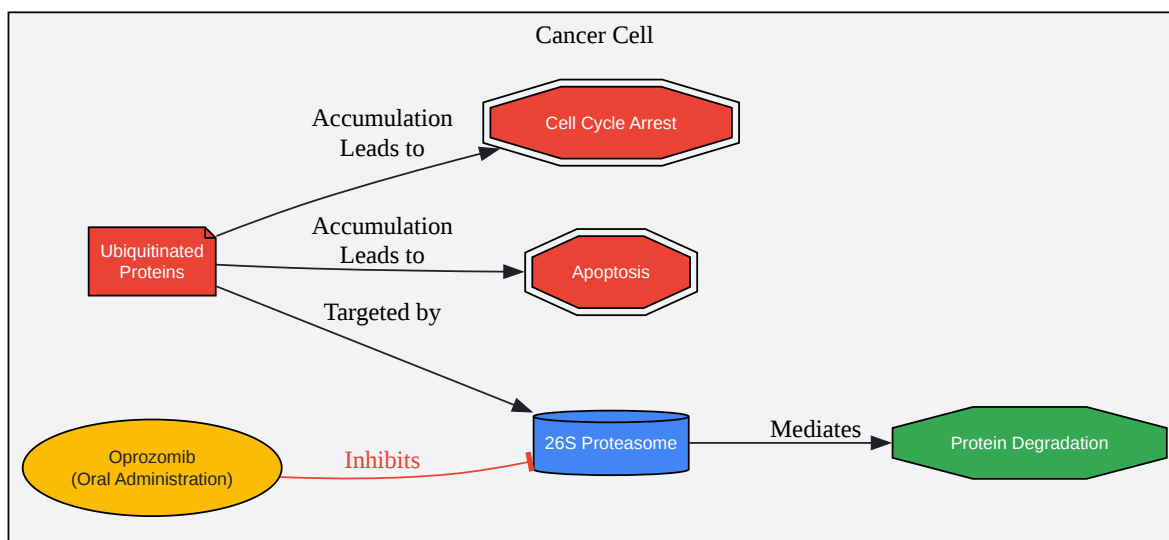 Cancer Cell
Accumulation
Leads to
Cell Cycle Arrest
Accumulation
Leads to
Ubiquitinated
Proteins
Apoptosis
Targeted by
Oprozomib
(Oral Administration)
Inhibits
26S Proteasome
Mediates
Protein Degradation